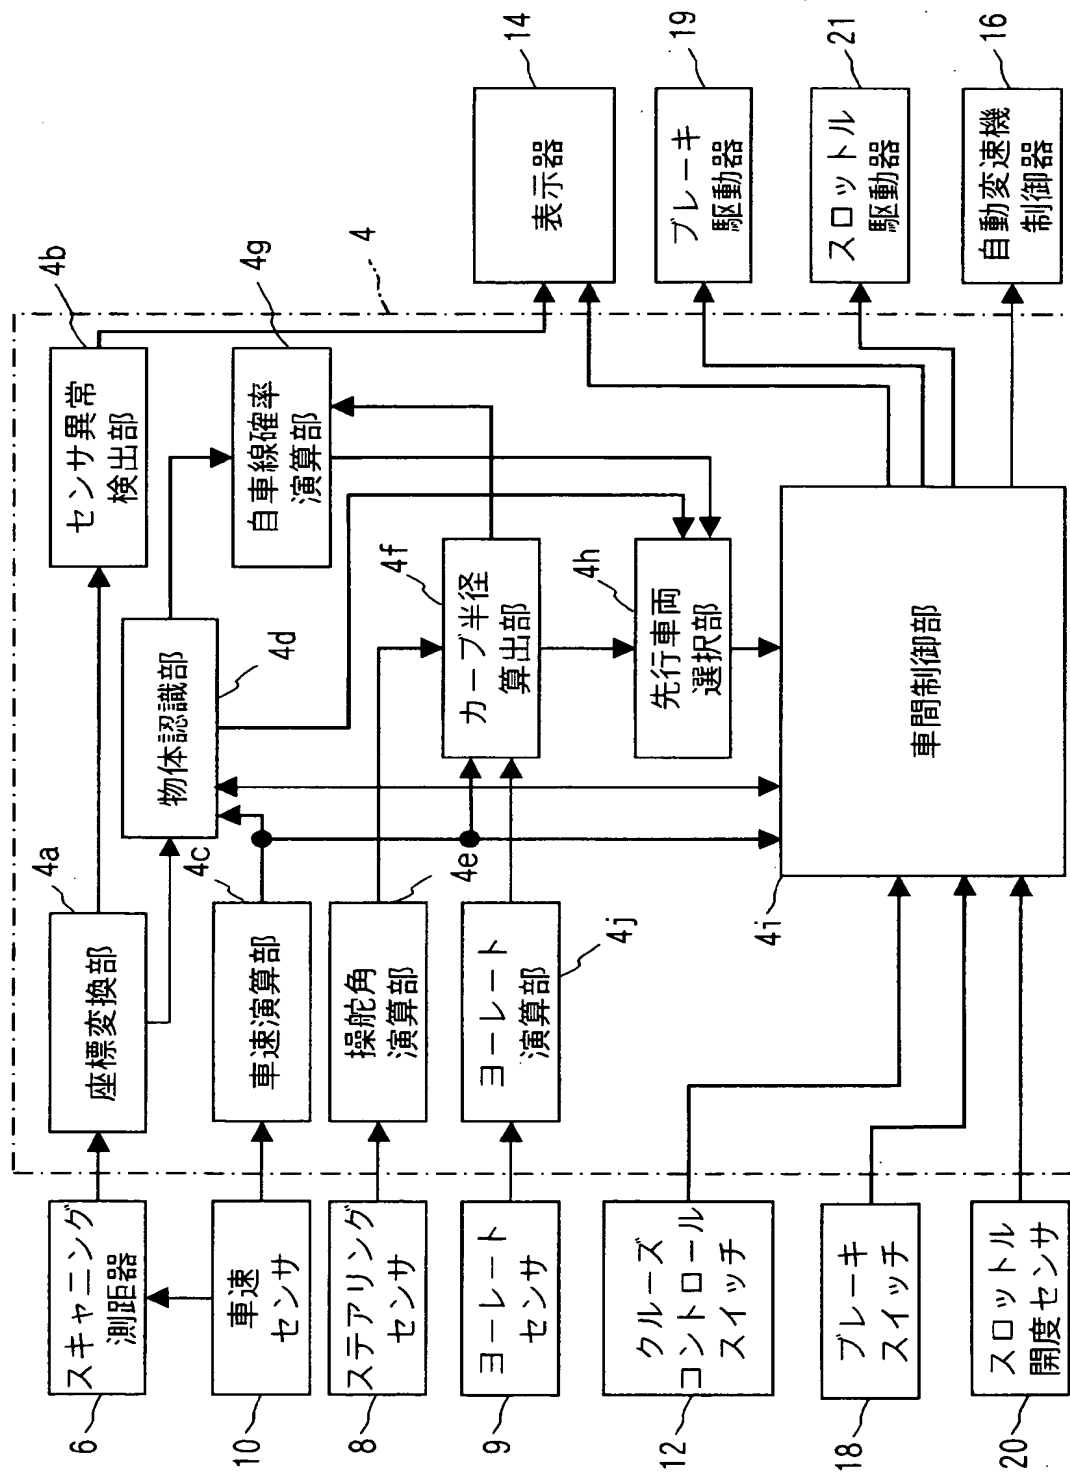 スキャニング
測距器
6
車速
センサ
10
ステアリング
センサ
8
ヨーレート
センサ
9
クルーズ
コントロール
スイッチ
12
ブレーキ
スイッチ
18
スロットル
開度センサ
20
座標変換部
4a
車速演算部
4c
操舵角
演算部
4e
ヨーレート
演算部
4j
物体認識部
4d
センサ異常
検出部
4b
自車線確率
演算部
4g
カーブ半径
算出部
4f
先行車両
選択部
4h
車間制御部
4i
4
表示器
14
ブレーキ
駆動器
19
スロットル
駆動器
21
自動変速機
制御器
16